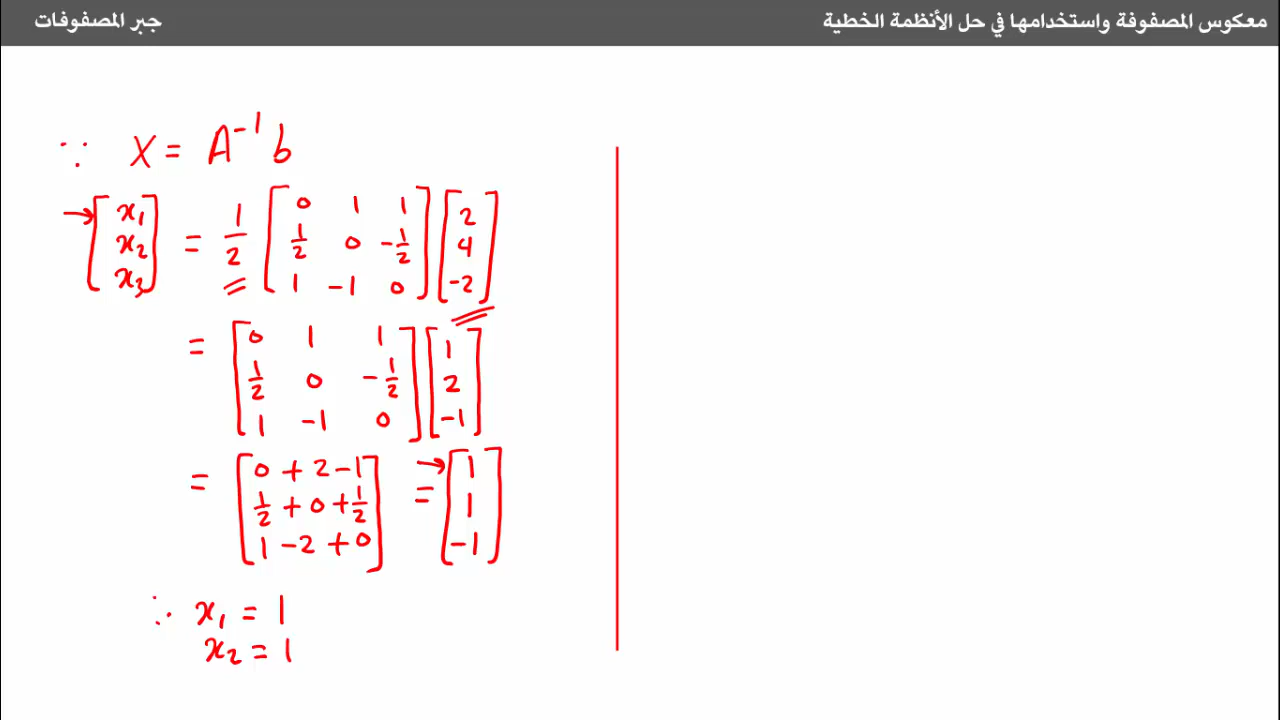 معكوس المصفوفة واستخدامها في حل الأنظمة الخطية
جبر المصفوفات
∵ X = A⁻¹ b
→ [x₁ x₂ x₃] = 1/2 [0 1 1; 1/2 0 -1/2; 1 -1 0] [2 4 -2]
= [0 1 1; 1/2 0 -1/2; 1 -1 0] [1 2 -1]
= [0 + 2 - 1; 1/2 + 0 + 1/2; 1 - 2 + 0] = → [1 1 -1]
∴ x₁ = 1
x₂ = 1